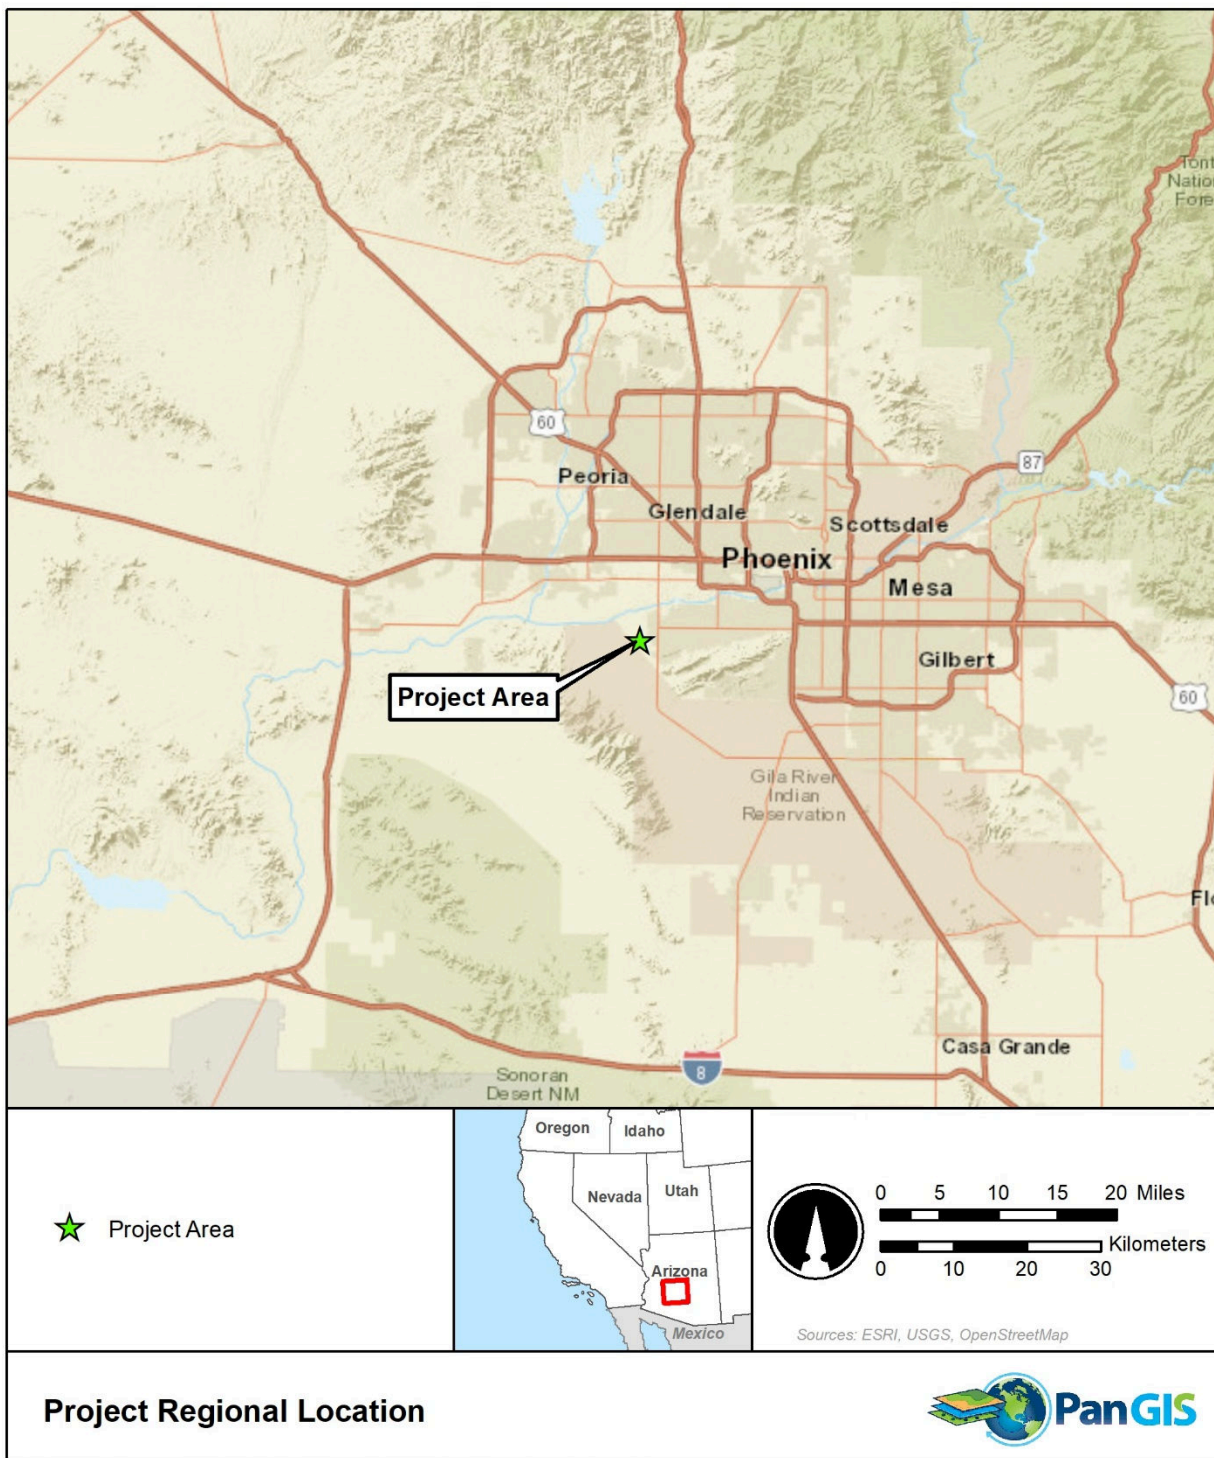 Tont
Nation
Fores
60
Peoria
87
Glendale
Scottsdale
Phoenix
Mesa
Gilbert
Project Area
60
Gila River
Indian
Reservation
Flo
Casa Grande
8
Sonoran
Desert NM
Project Area
Oregon
Idaho
Nevada
Utah
Arizona
Mexico
0 5 10 15 20 Miles
Kilometers
0 10 20 30
Sources: ESRI, USGS, OpenStreetMap
Project Regional Location
PanGIS